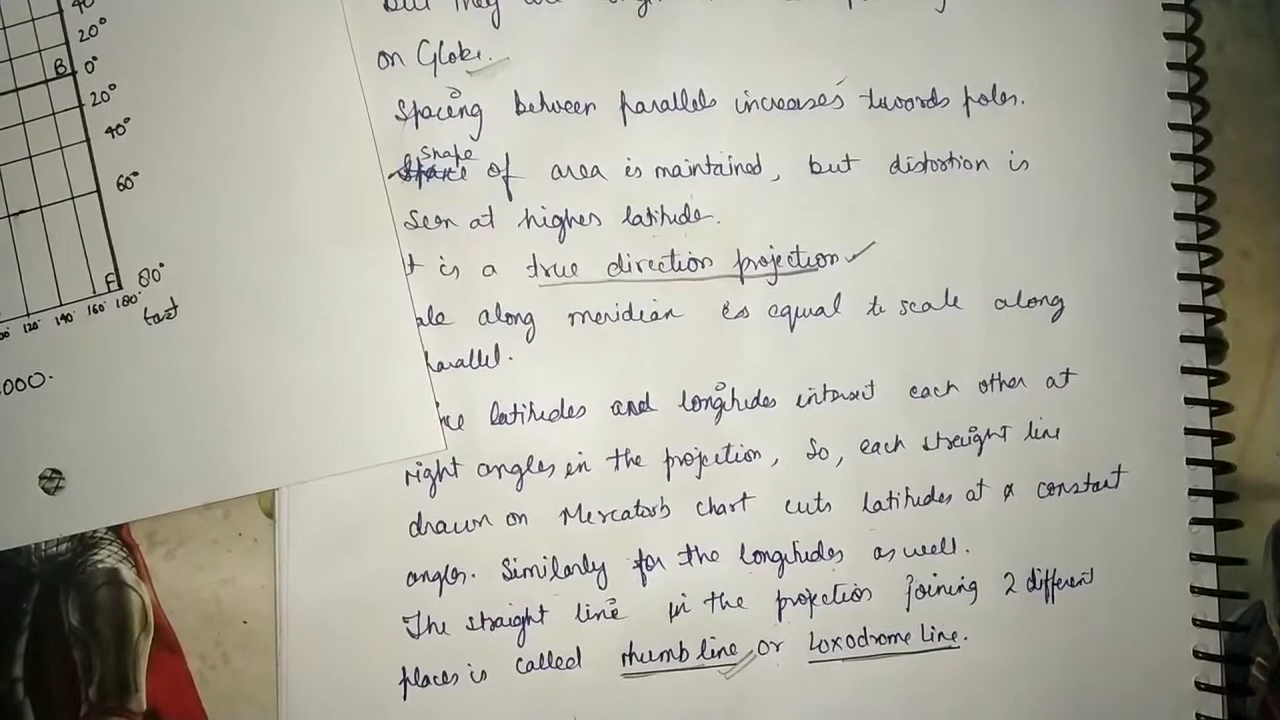 40°
20°
B 0°
20°
40°
60°
F 80°
120° 140° 160° 180°
East
000.
on Globe.
Spacing between parallels increases towards poles.
Shape
of area is maintained, but distortion is
seen at higher latitude.
t is a true direction projection
ale along meridian is equal to scale along
parallel.
nce latitudes and longitudes intersect each other at
right angles in the projection, So, each straight line
drawn on Mercator's chart cuts latitudes at a constant
angles. Similarly for the longitudes as well.
The straight line in the projection joining 2 different
places is called rhumb line or Loxodrome line.